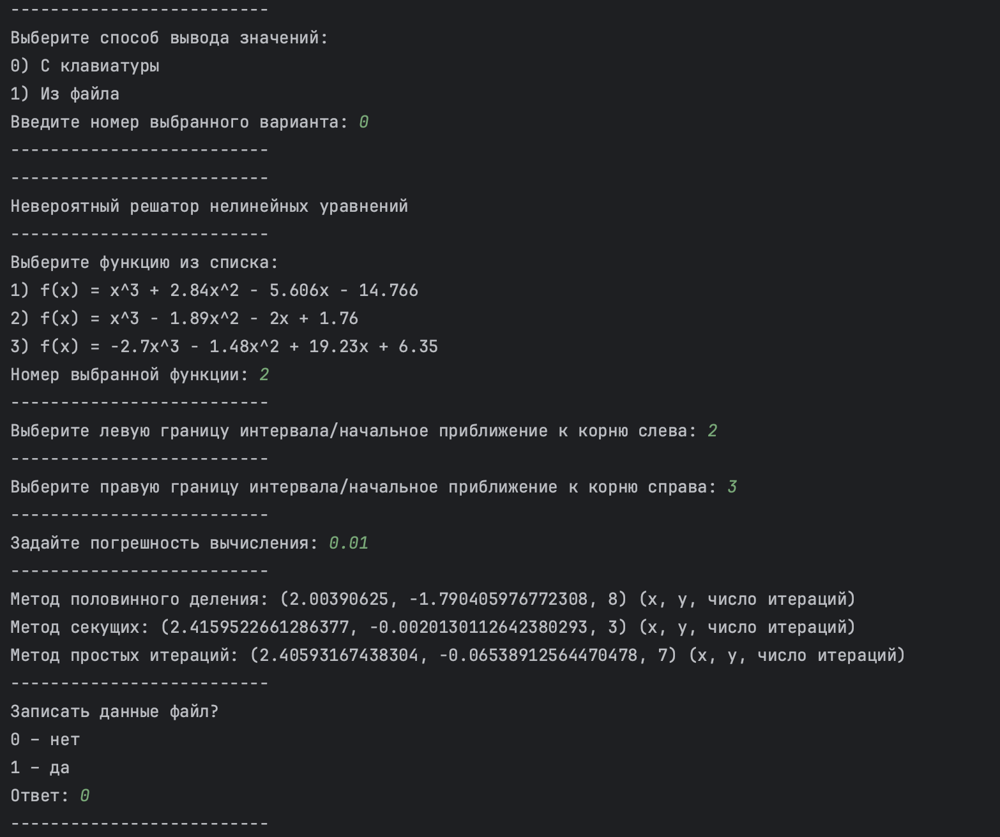 --------------------------
Выберите способ вывода значений:
0) С клавиатуры
1) Из файла
Введите номер выбранного варианта: 0
--------------------------
--------------------------
Невероятный решатор нелинейных уравнений
--------------------------
Выберите функцию из списка:
1) f(x) = x^3 + 2.84x^2 - 5.606x - 14.766
2) f(x) = x^3 - 1.89x^2 - 2x + 1.76
3) f(x) = -2.7x^3 - 1.48x^2 + 19.23x + 6.35
Номер выбранной функции: 2
--------------------------
Выберите левую границу интервала/начальное приближение к корню слева: 2
--------------------------
Выберите правую границу интервала/начальное приближение к корню справа: 3
--------------------------
Задайте погрешность вычисления: 0.01
--------------------------
Метод половинного деления: (2.00390625, -1.790405976772308, 8) (x, y, число итераций)
Метод секущих: (2.4159522661286377, -0.0020130112642380293, 3) (x, y, число итераций)
Метод простых итераций: (2.40593167438304, -0.06538912564470478, 7) (x, y, число итераций)
--------------------------
Записать данные файл?
0 – нет
1 – да
Ответ: 0
--------------------------